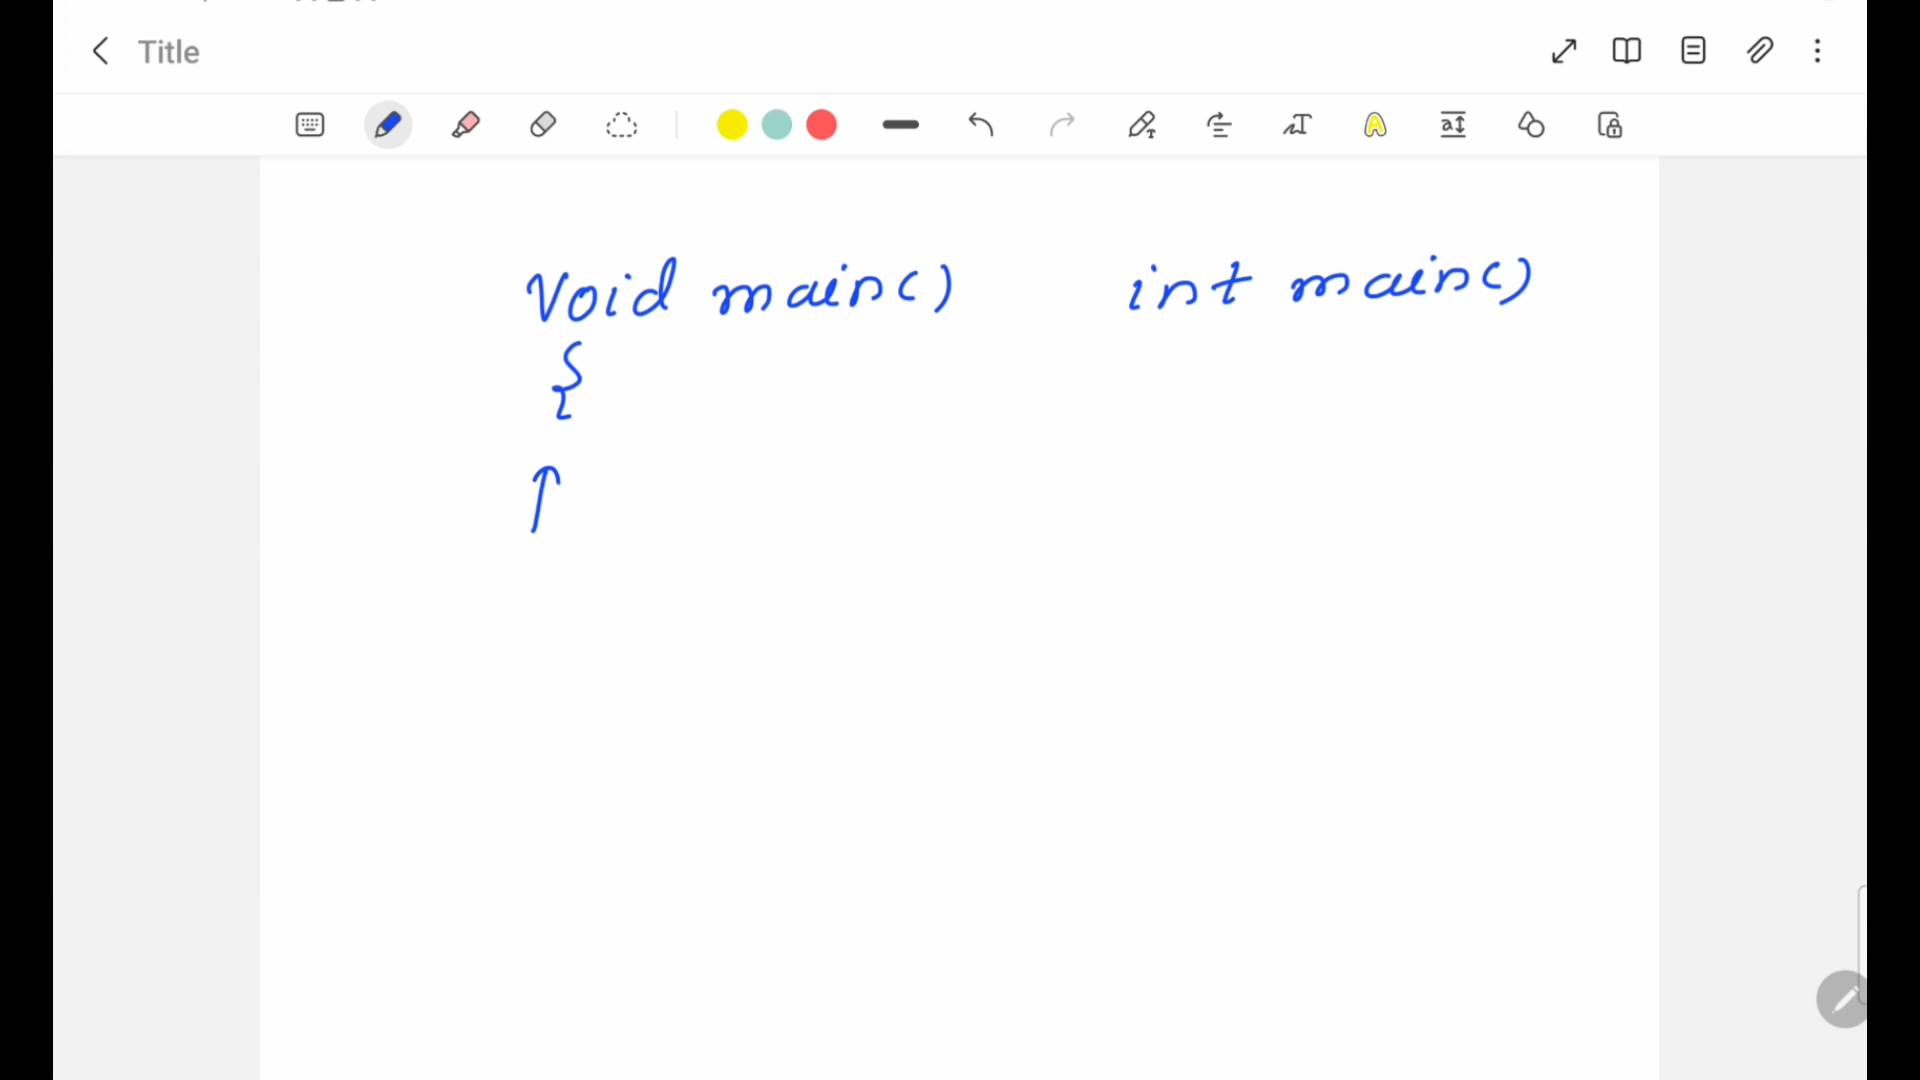 Title
Void main() int main()
{